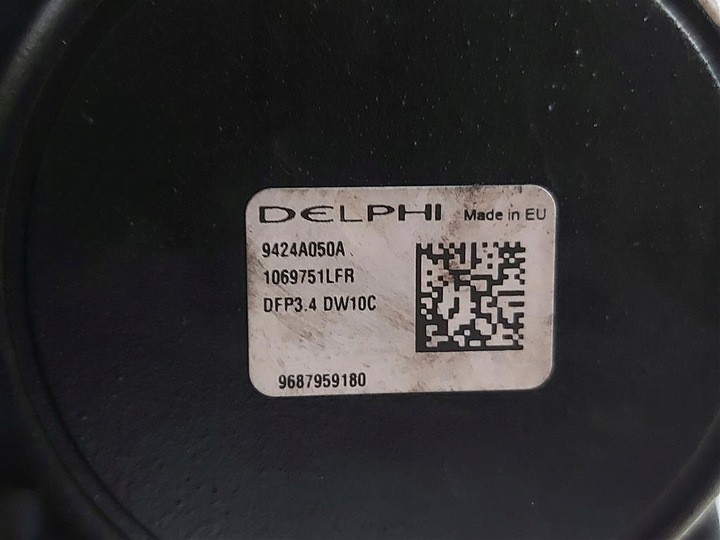 DELPHI Made in EU
9424A050A
1069751LFR
DFP3.4 DW10C
9687959180